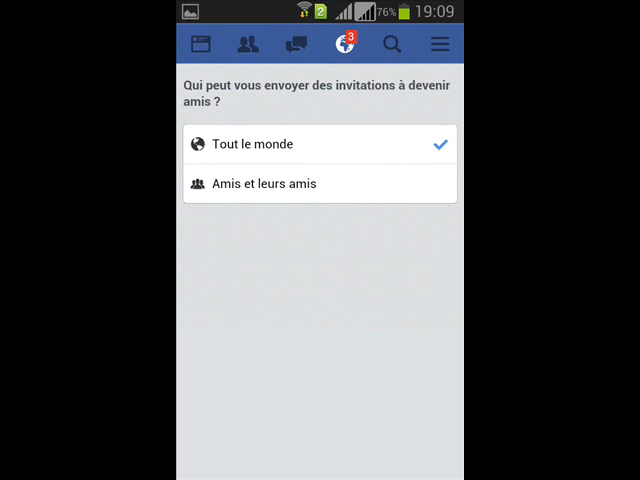 2 76% 19:09
3
Qui peut vous envoyer des invitations à devenir
amis ?
Tout le monde
Amis et leurs amis